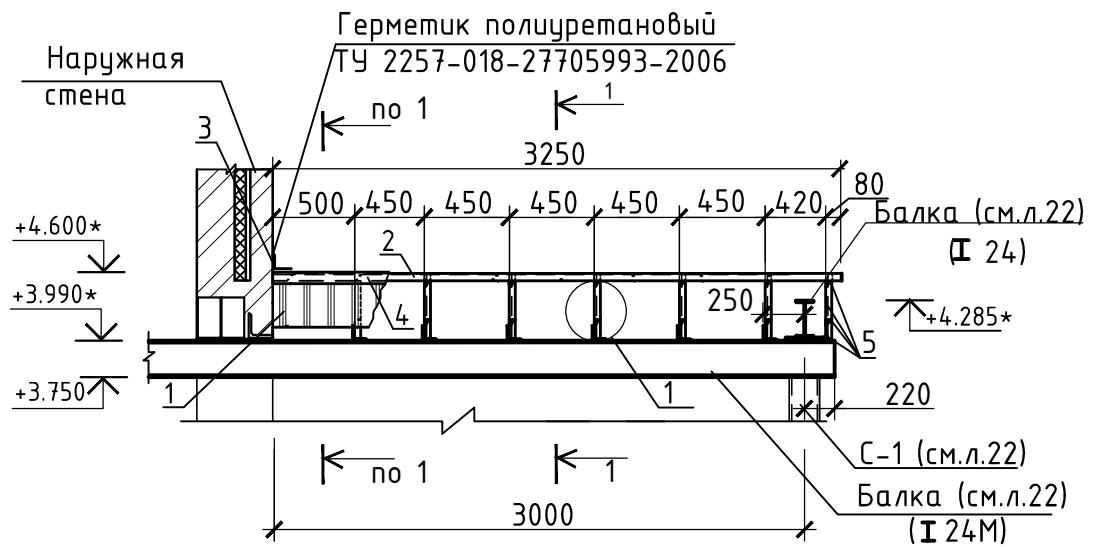 Герметик полиуретановый
ТУ 2257-018-27705993-2006
Наружная
стена
по 1
1
3
3250
500 450 450 450 450 450 420 80
Балка (см.л.22)
(I 24)
+4.600*
2
+3.990*
250
4
+4.285*
5
+3.750
1
1
220
С-1 (см.л.22)
по 1
1
Балка (см.л.22)
(I 24М)
3000